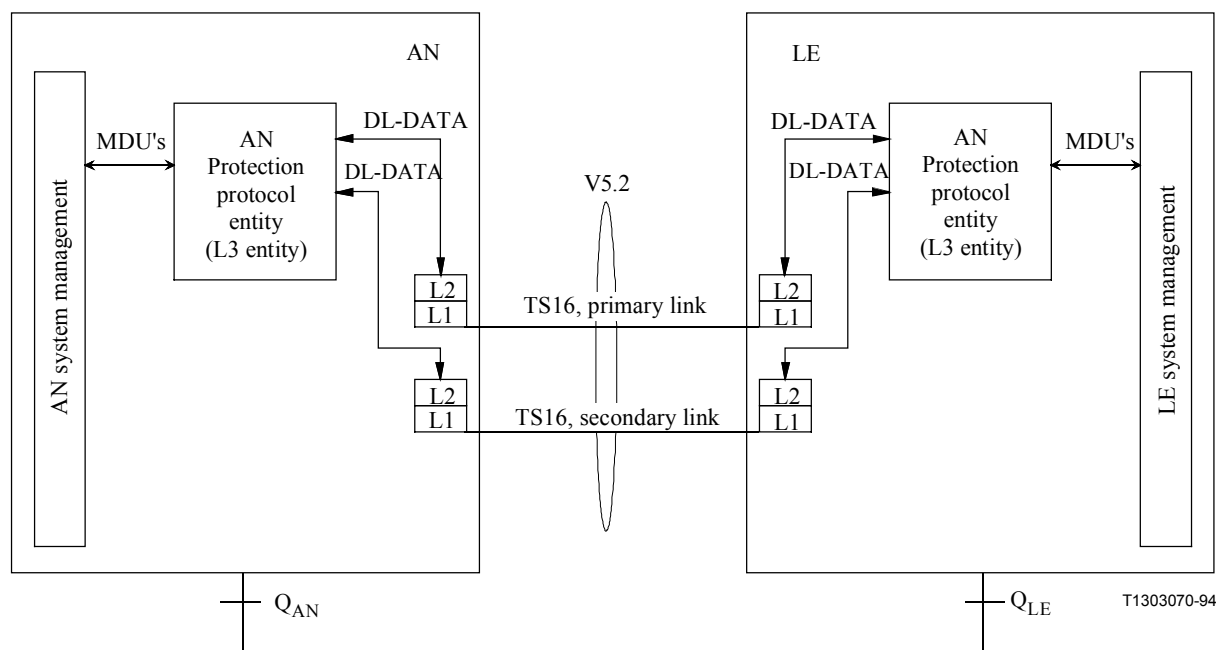 AN
LE
AN system management
MDU's
AN
Protection
protocol
entity
(L3 entity)
DL-DATA
DL-DATA
L2
L1
L2
L1
V5.2
TS16, primary link
TS16, secondary link
DL-DATA
DL-DATA
L2
L1
L2
L1
AN
Protection
protocol
entity
(L3 entity)
MDU's
LE system management
QAN
QLE
T1303070-94